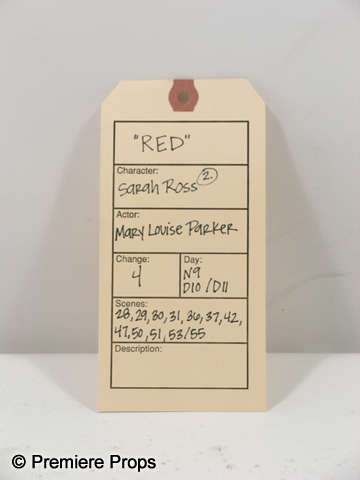 "RED"
Character:
Sarah Ross 2.
Actor:
Mary Louise Parker
Change: Day:
4 N9
D10/D11
Scenes:
28, 29, 30, 31, 36, 37, 42,
47, 50, 51, 53/55
Description:
© Premiere Props